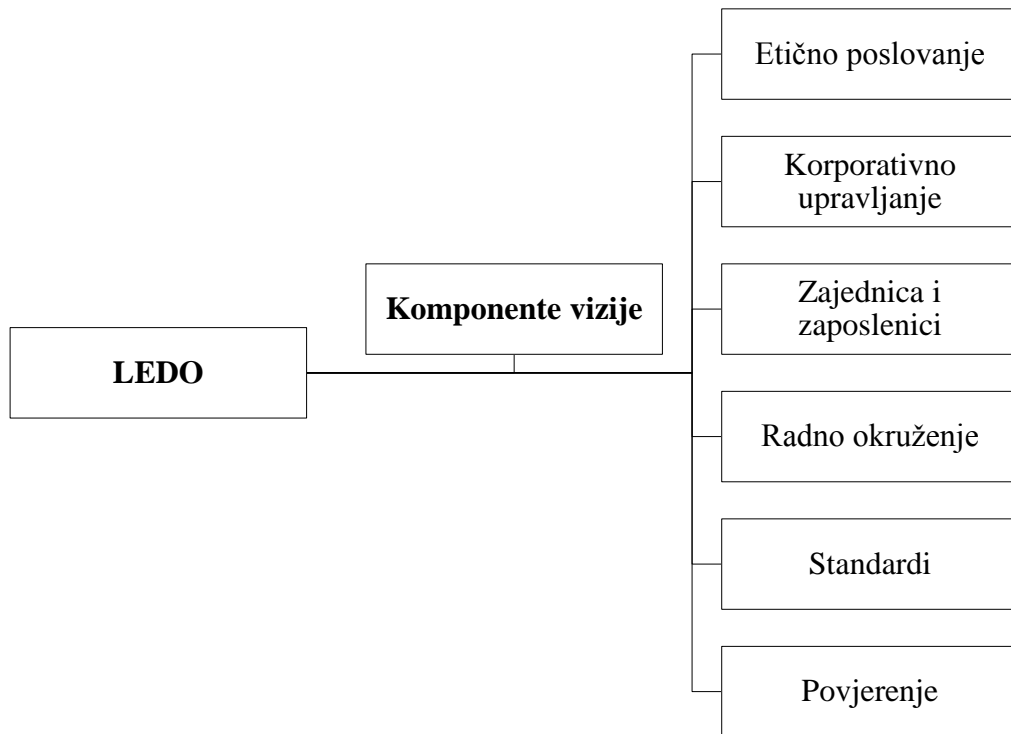 LEDO
Komponente vizije
Etično poslovanje
Korporativno
upravljanje
Zajednica i
zaposlenici
Radno okruženje
Standardi
Povjerenje